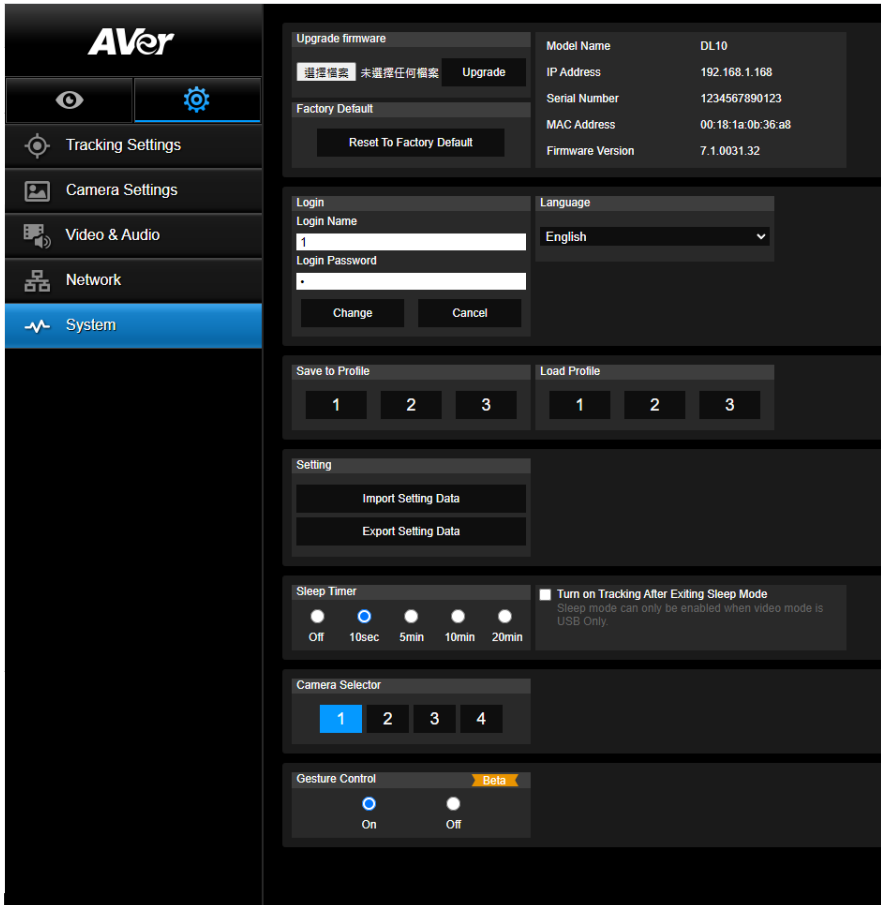 AVer
Tracking Settings
Camera Settings
Video & Audio
Network
System
Upgrade firmware
選擇檔案 未選擇任何檔案 Upgrade
Factory Default
Reset To Factory Default
Model Name DL10
IP Address 192.168.1.168
Serial Number 1234567890123
MAC Address 00:18:1a:0b:36:a8
Firmware Version 7.1.0031.32
Login
Login Name
1
Login Password
•
Change Cancel
Language
English
Save to Profile
1 2 3
Load Profile
1 2 3
Setting
Import Setting Data
Export Setting Data
Sleep Timer
Off 10sec 5min 10min 20min
Turn on Tracking After Exiting Sleep Mode
Sleep mode can only be enabled when video mode is
USB Only.
Camera Selector
1 2 3 4
Gesture Control Beta
On Off